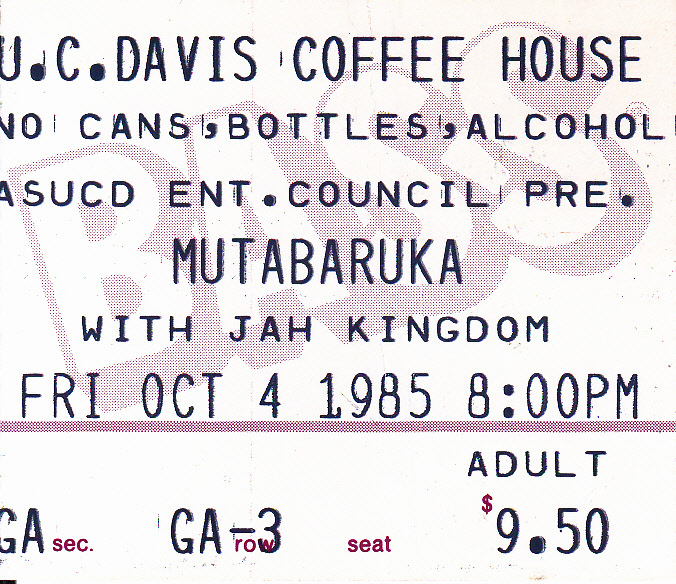 U.C.DAVIS COFFEE HOUSE
NO CANS,BOTTLES,ALCOHOL
ASUCD ENT.COUNCIL PRE.
MUTABARUKA
WITH JAH KINGDOM
FRI OCT 4 1985 8:00PM
ADULT
GA sec. GA-3 row seat $9.50
BASS